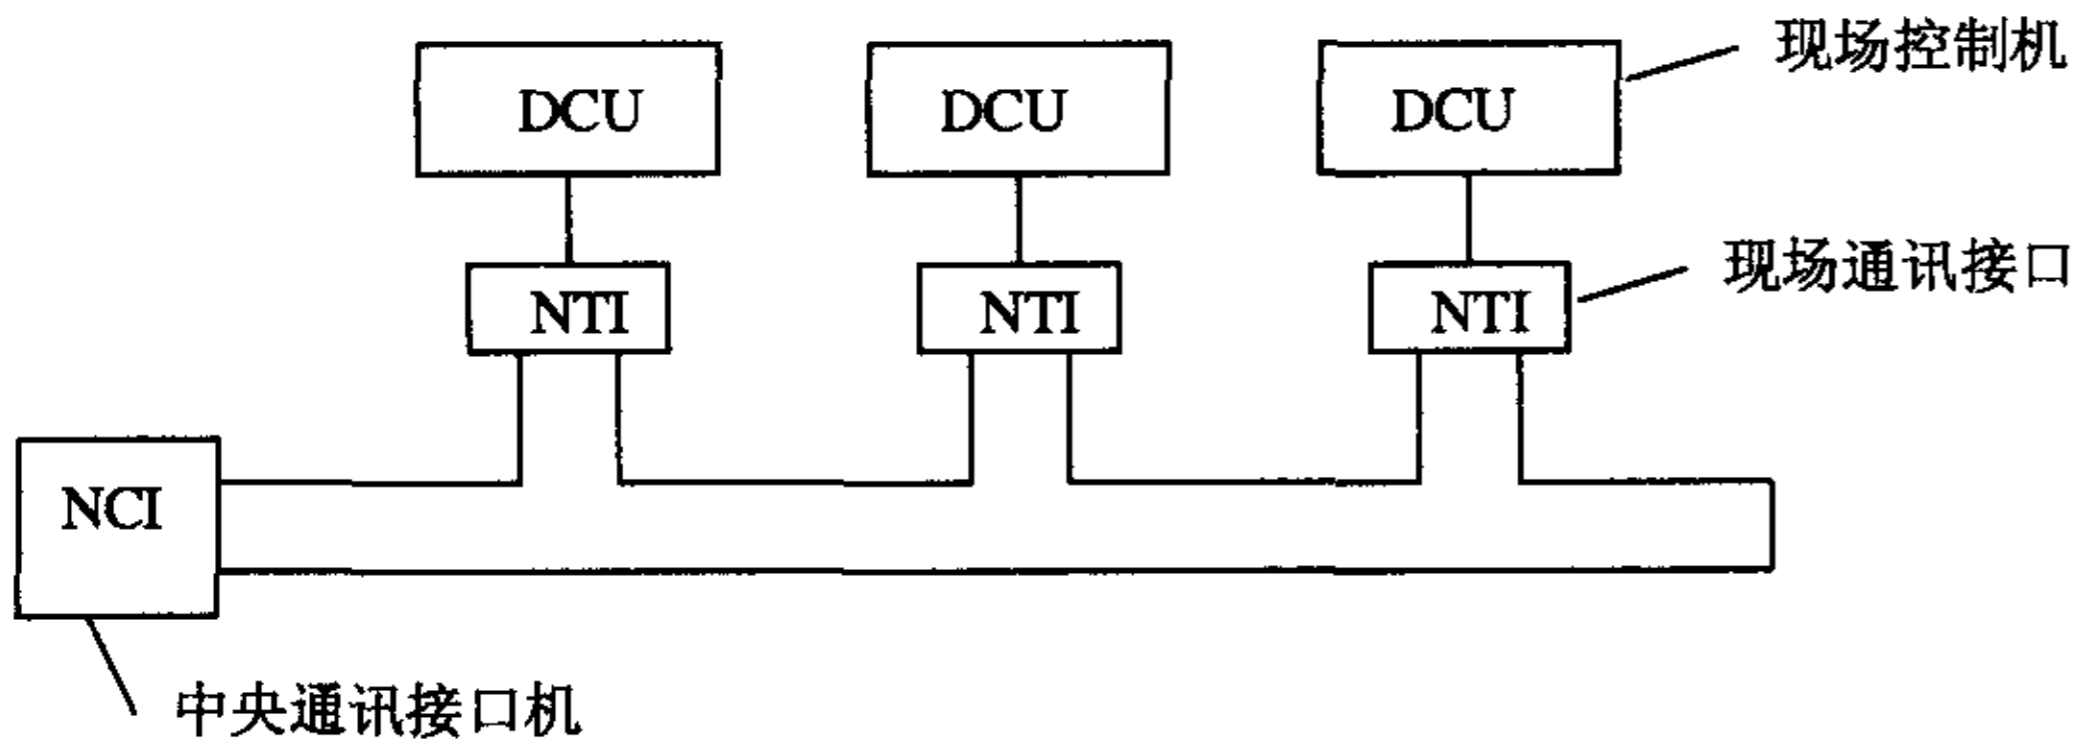 现场控制机
DCU DCU DCU
现场通讯接口
NTI NTI NTI
NCI
中央通讯接口机